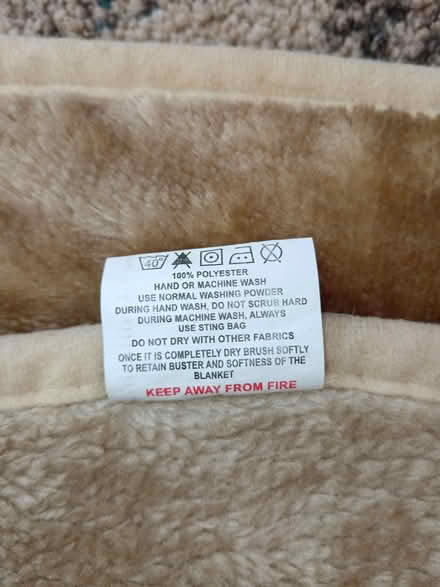 40°
100% POLYESTER
HAND OR MACHINE WASH
USE NORMAL WASHING POWDER
DURING HAND WASH, DO NOT SCRUB HARD
DURING MACHINE WASH, ALWAYS
USE STING BAG
DO NOT DRY WITH OTHER FABRICS
ONCE IT IS COMPLETELY DRY BRUSH SOFTLY
TO RETAIN BUSTER AND SOFTNESS OF THE
BLANKET
KEEP AWAY FROM FIRE